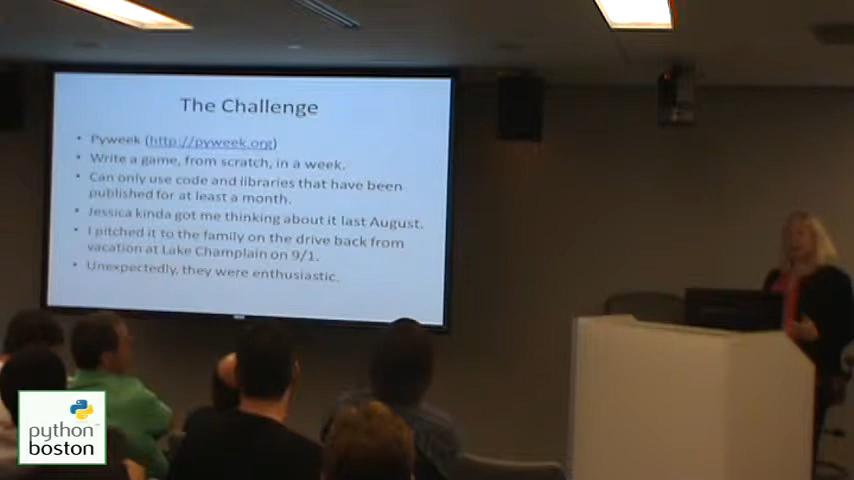 The Challenge
• Pyweek (http://pyweek.org)
• Write a game, from scratch, in a week.
• Can only use code and libraries that have been
published for at least a month.
• Jessica kinda got me thinking about it last August.
• I pitched it to the family on the drive back from
vacation at Lake Champlain on 9/1.
• Unexpectedly, they were enthusiastic.
python
boston